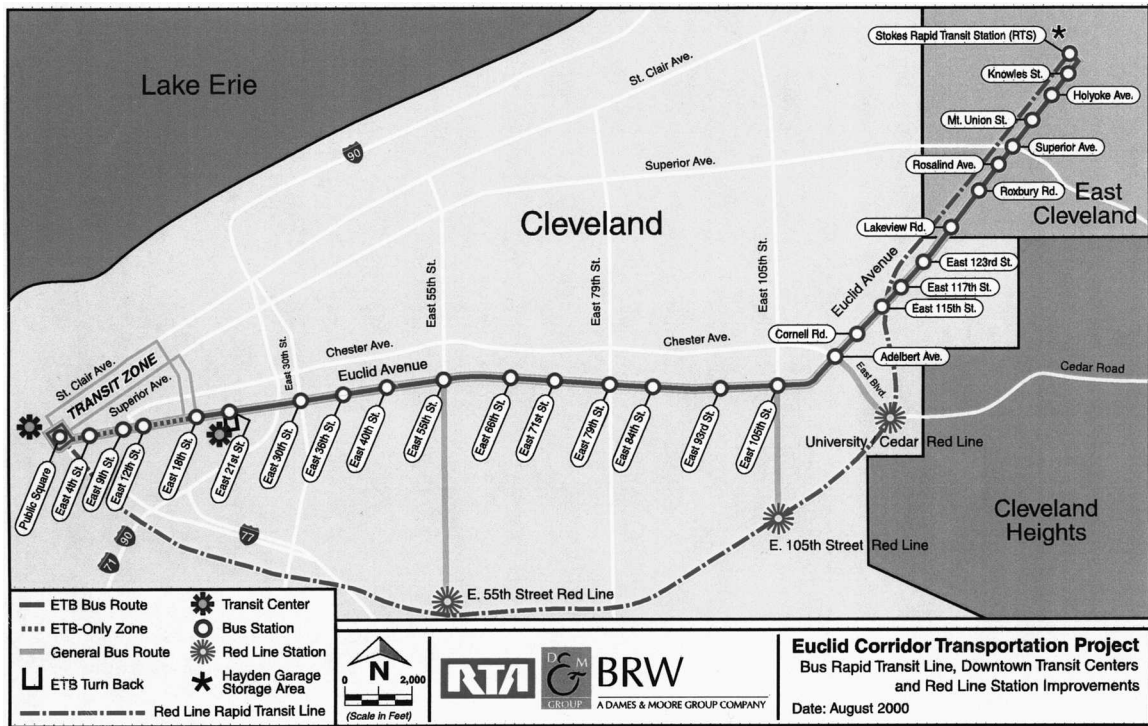 Lake Erie
St. Clair Ave.
90
Superior Ave.
Cleveland
East 55th St.
East 79th St.
East 105th St.
Stokes Rapid Transit Station (RTS)
Knowles St.
Holyoke Ave.
Mt. Union St.
Superior Ave.
Rosalind Ave.
Roxbury Rd.
East
Cleveland
Lakeview Rd.
East 123rd St.
Euclid Avenue
East 117th St.
East 115th St.
Cornell Rd.
Adelbert Ave.
East Blvd.
Cedar Road
St. Clair Ave.
TRANSIT ZONE
Superior Ave.
East 30th St.
Chester Ave.
Euclid Avenue
Chester Ave.
Public Square
East 4th St.
East 9th St.
East 12th St.
East 18th St.
East 21st St.
East 30th St.
East 36th St.
East 40th St.
East 55th St.
East 66th St.
East 71st St.
East 79th St.
East 84th St.
East 93rd St.
East 105th St.
University Cedar Red Line
E. 105th Street Red Line
E. 55th Street Red Line
Cleveland
Heights
71
90
77
ETB Bus Route
ETB-Only Zone
General Bus Route
ETB Turn Back
Red Line Rapid Transit Line
Transit Center
Bus Station
Red Line Station
Hayden Garage
Storage Area
N
0 2,000
(Scale in Feet)
RTA
D & M
GROUP
BRW
A DAMES & MOORE GROUP COMPANY
Euclid Corridor Transportation Project
Bus Rapid Transit Line, Downtown Transit Centers
and Red Line Station Improvements
Date: August 2000